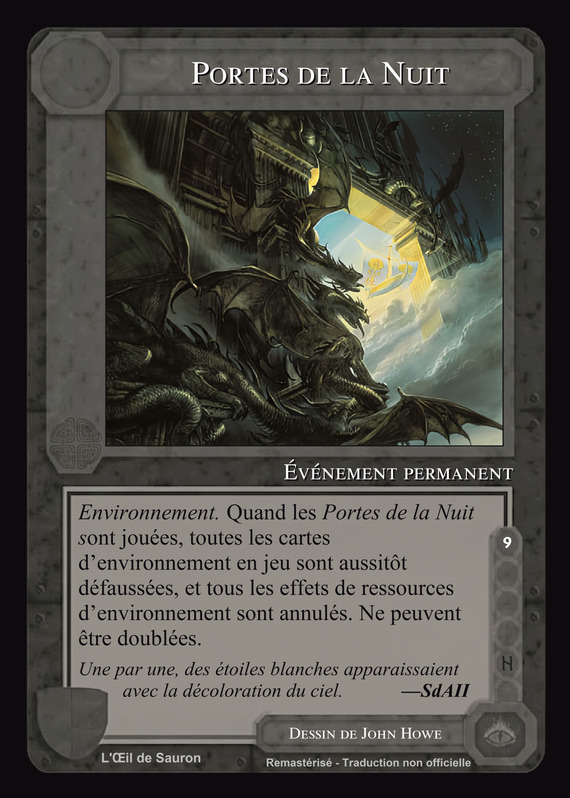 Portes de la Nuit
Événement permanent
Environnement. Quand les Portes de la Nuit
sont jouées, toutes les cartes
d’environnement en jeu sont aussitôt
défaussées, et tous les effets de ressources
d’environnement sont annulés. Ne peuvent
être doublées.
9
Une par une, des étoiles blanches apparaissaient
avec la décoloration du ciel. —SdAII
Dessin de John Howe
L'Œil de Sauron
Remastérisé - Traduction non officielle